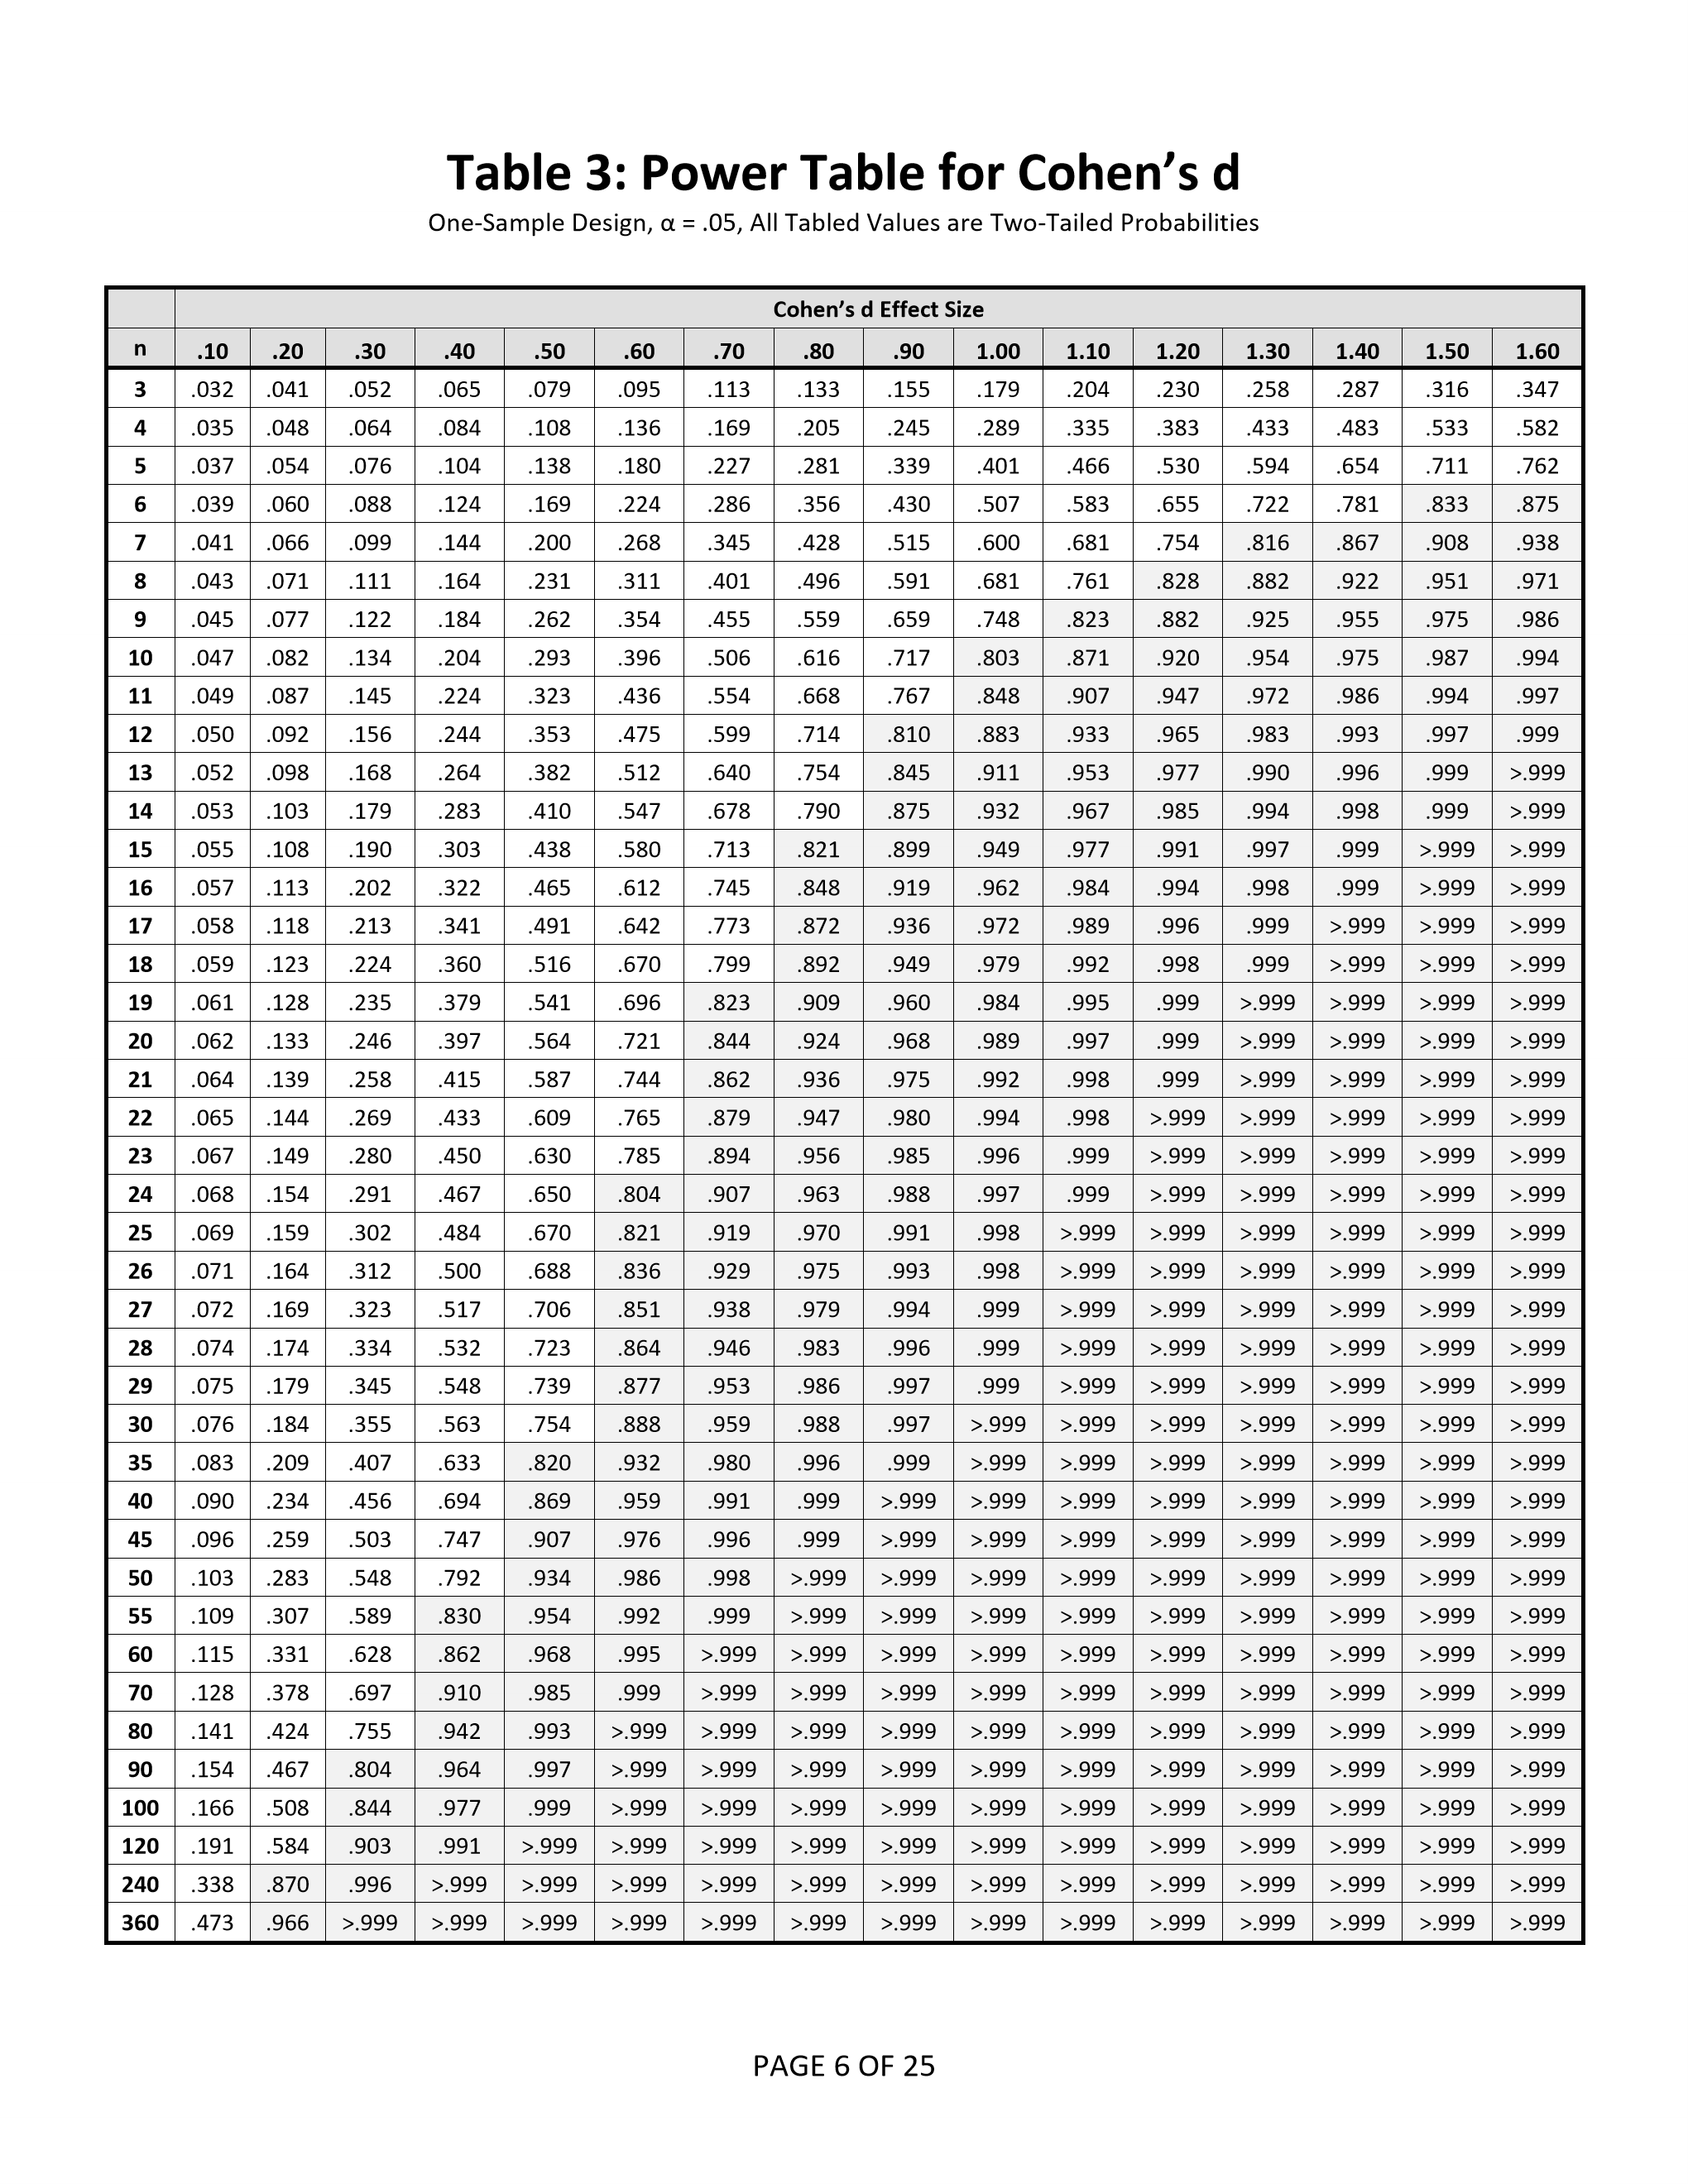 Table 3: Power Table for Cohen’s d
One-Sample Design, α = .05, All Tabled Values are Two-Tailed Probabilities
Cohen’s d Effect Size
n .10 .20 .30 .40 .50 .60 .70 .80 .90 1.00 1.10 1.20 1.30 1.40 1.50 1.60
3 .032 .041 .052 .065 .079 .095 .113 .133 .155 .179 .204 .230 .258 .287 .316 .347
4 .035 .048 .064 .084 .108 .136 .169 .205 .245 .289 .335 .383 .433 .483 .533 .582
5 .037 .054 .076 .104 .138 .180 .227 .281 .339 .401 .466 .530 .594 .654 .711 .762
6 .039 .060 .088 .124 .169 .224 .286 .356 .430 .507 .583 .655 .722 .781 .833 .875
7 .041 .066 .099 .144 .200 .268 .345 .428 .515 .600 .681 .754 .816 .867 .908 .938
8 .043 .071 .111 .164 .231 .311 .401 .496 .591 .681 .761 .828 .882 .922 .951 .971
9 .045 .077 .122 .184 .262 .354 .455 .559 .659 .748 .823 .882 .925 .955 .975 .986
10 .047 .082 .134 .204 .293 .396 .506 .616 .717 .803 .871 .920 .954 .975 .987 .994
11 .049 .087 .145 .224 .323 .436 .554 .668 .767 .848 .907 .947 .972 .986 .994 .997
12 .050 .092 .156 .244 .353 .475 .599 .714 .810 .883 .933 .965 .983 .993 .997 .999
13 .052 .098 .168 .264 .382 .512 .640 .754 .845 .911 .953 .977 .990 .996 .999 >.999
14 .053 .103 .179 .283 .410 .547 .678 .790 .875 .932 .967 .985 .994 .998 .999 >.999
15 .055 .108 .190 .303 .438 .580 .713 .821 .899 .949 .977 .991 .997 .999 >.999 >.999
16 .057 .113 .202 .322 .465 .612 .745 .848 .919 .962 .984 .994 .998 .999 >.999 >.999
17 .058 .118 .213 .341 .491 .642 .773 .872 .936 .972 .989 .996 .999 >.999 >.999 >.999
18 .059 .123 .224 .360 .516 .670 .799 .892 .949 .979 .992 .998 .999 >.999 >.999 >.999
19 .061 .128 .235 .379 .541 .696 .823 .909 .960 .984 .995 .999 >.999 >.999 >.999 >.999
20 .062 .133 .246 .397 .564 .721 .844 .924 .968 .989 .997 .999 >.999 >.999 >.999 >.999
21 .064 .139 .258 .415 .587 .744 .862 .936 .975 .992 .998 .999 >.999 >.999 >.999 >.999
22 .065 .144 .269 .433 .609 .765 .879 .947 .980 .994 .998 >.999 >.999 >.999 >.999 >.999
23 .067 .149 .280 .450 .630 .785 .894 .956 .985 .996 .999 >.999 >.999 >.999 >.999 >.999
24 .068 .154 .291 .467 .650 .804 .907 .963 .988 .997 .999 >.999 >.999 >.999 >.999 >.999
25 .069 .159 .302 .484 .670 .821 .919 .970 .991 .998 >.999 >.999 >.999 >.999 >.999 >.999
26 .071 .164 .312 .500 .688 .836 .929 .975 .993 .998 >.999 >.999 >.999 >.999 >.999 >.999
27 .072 .169 .323 .517 .706 .851 .938 .979 .994 .999 >.999 >.999 >.999 >.999 >.999 >.999
28 .074 .174 .334 .532 .723 .864 .946 .983 .996 .999 >.999 >.999 >.999 >.999 >.999 >.999
29 .075 .179 .345 .548 .739 .877 .953 .986 .997 .999 >.999 >.999 >.999 >.999 >.999 >.999
30 .076 .184 .355 .563 .754 .888 .959 .988 .997 >.999 >.999 >.999 >.999 >.999 >.999 >.999
35 .083 .209 .407 .633 .820 .932 .980 .996 .999 >.999 >.999 >.999 >.999 >.999 >.999 >.999
40 .090 .234 .456 .694 .869 .959 .991 .999 >.999 >.999 >.999 >.999 >.999 >.999 >.999 >.999
45 .096 .259 .503 .747 .907 .976 .996 .999 >.999 >.999 >.999 >.999 >.999 >.999 >.999 >.999
50 .103 .283 .548 .792 .934 .986 .998 >.999 >.999 >.999 >.999 >.999 >.999 >.999 >.999 >.999
55 .109 .307 .589 .830 .954 .992 .999 >.999 >.999 >.999 >.999 >.999 >.999 >.999 >.999 >.999
60 .115 .331 .628 .862 .968 .995 >.999 >.999 >.999 >.999 >.999 >.999 >.999 >.999 >.999 >.999
70 .128 .378 .697 .910 .985 .999 >.999 >.999 >.999 >.999 >.999 >.999 >.999 >.999 >.999 >.999
80 .141 .424 .755 .942 .993 >.999 >.999 >.999 >.999 >.999 >.999 >.999 >.999 >.999 >.999 >.999
90 .154 .467 .804 .964 .997 >.999 >.999 >.999 >.999 >.999 >.999 >.999 >.999 >.999 >.999 >.999
100 .166 .508 .844 .977 .999 >.999 >.999 >.999 >.999 >.999 >.999 >.999 >.999 >.999 >.999 >.999
120 .191 .584 .903 .991 >.999 >.999 >.999 >.999 >.999 >.999 >.999 >.999 >.999 >.999 >.999 >.999
240 .338 .870 .996 >.999 >.999 >.999 >.999 >.999 >.999 >.999 >.999 >.999 >.999 >.999 >.999 >.999
360 .473 .966 >.999 >.999 >.999 >.999 >.999 >.999 >.999 >.999 >.999 >.999 >.999 >.999 >.999 >.999
PAGE 6 OF 25